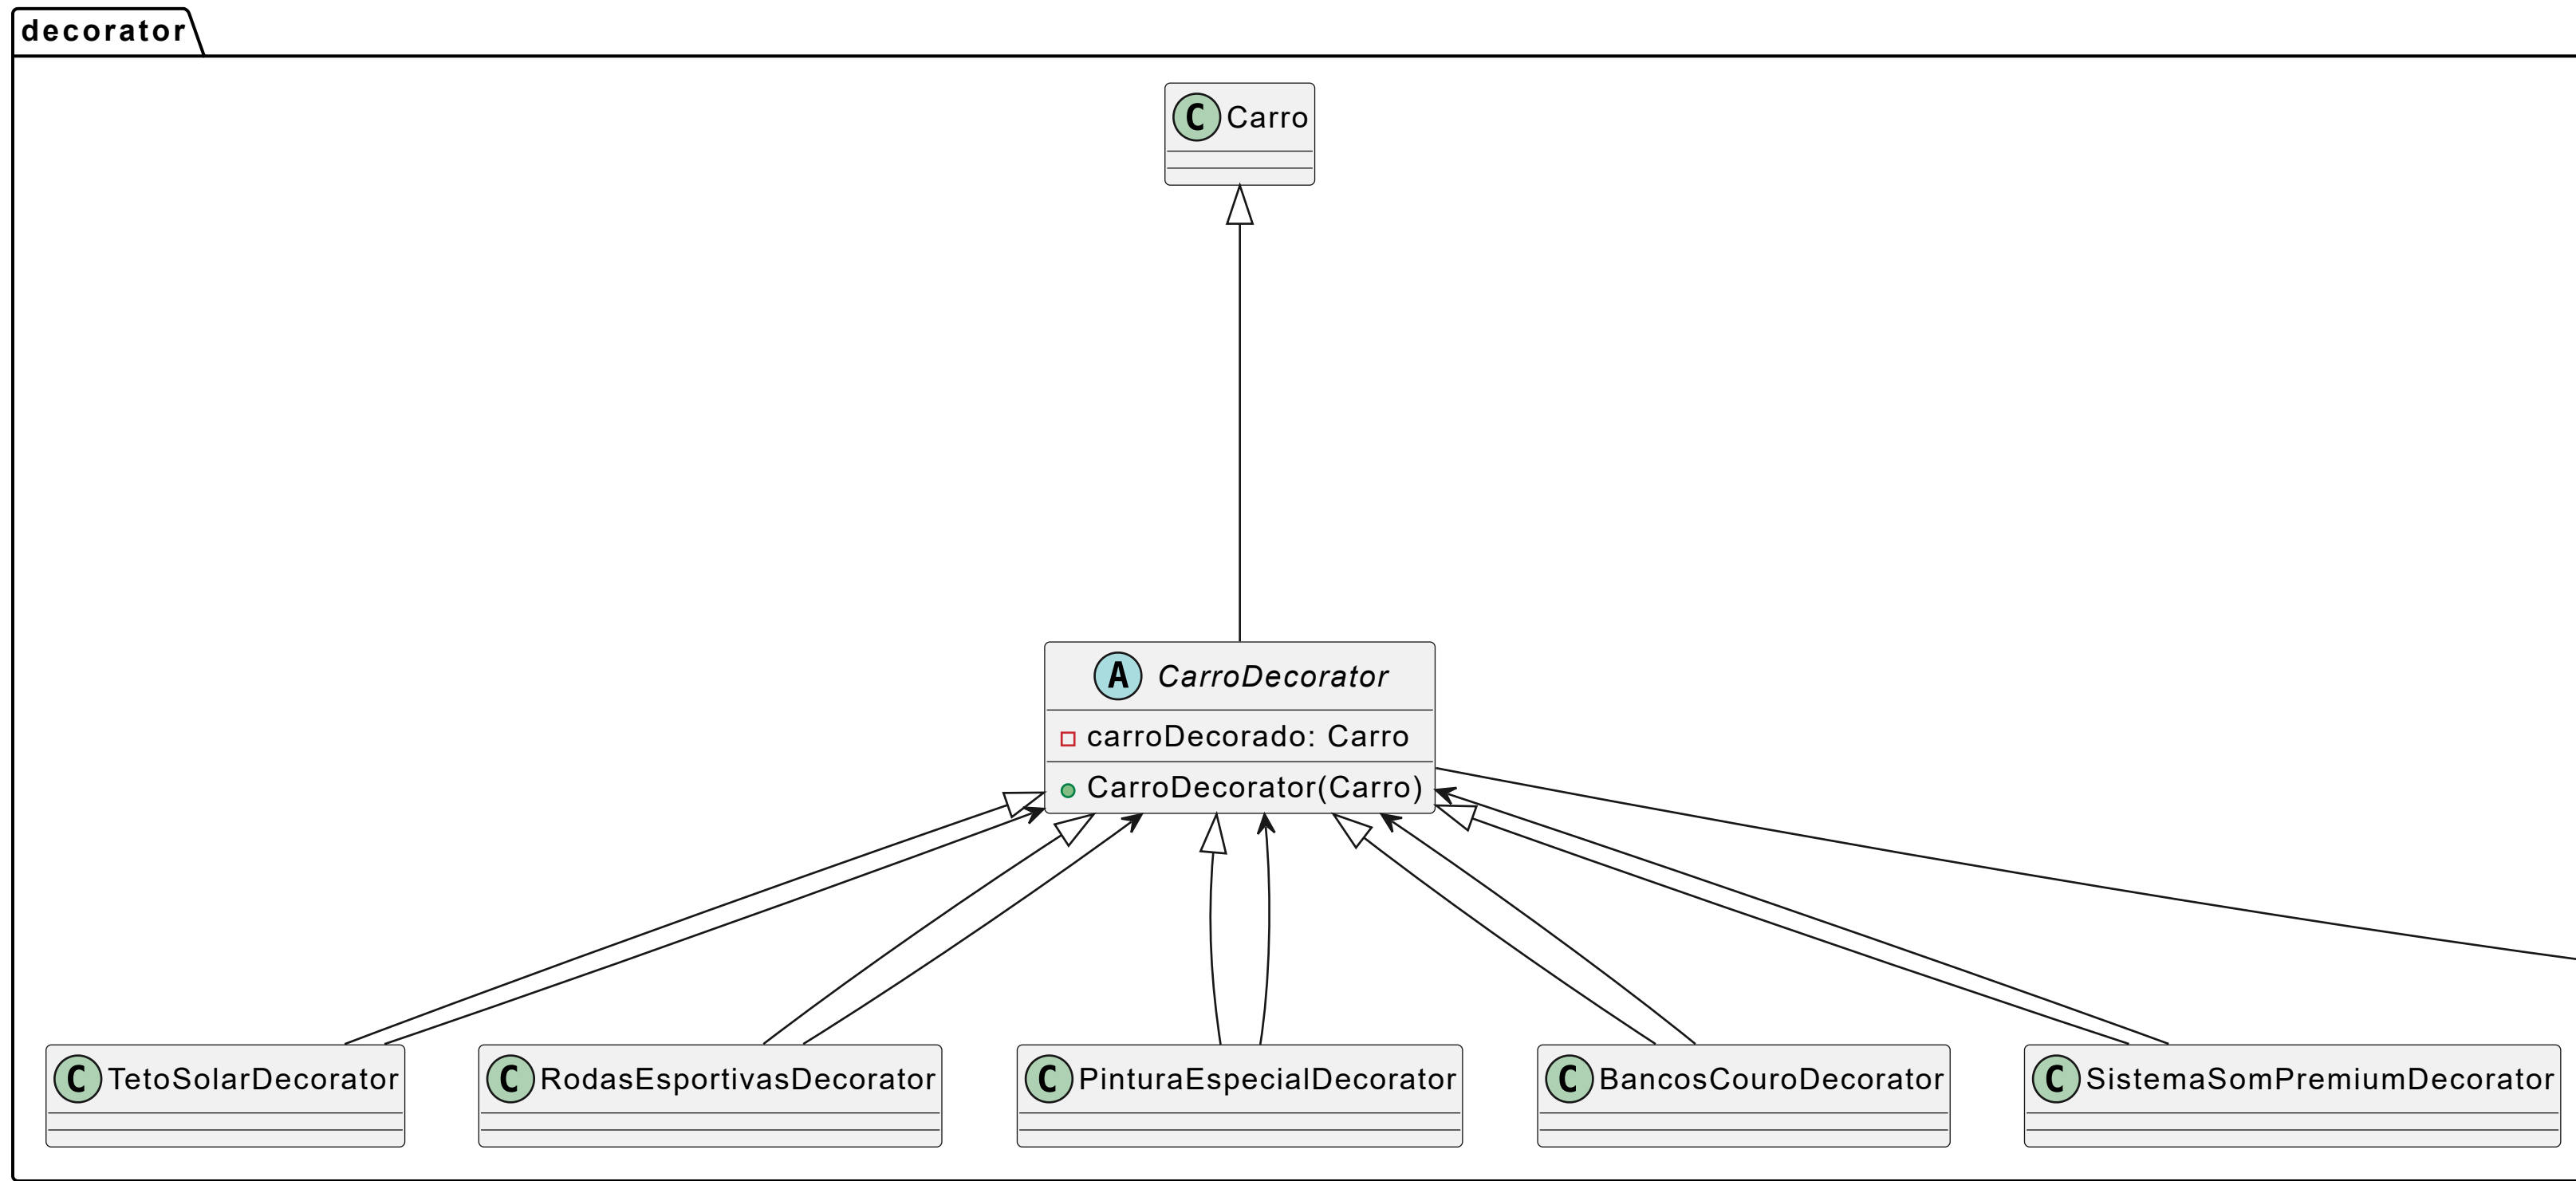 decorator
C Carro
A CarroDecorator
carroDecorado: Carro
CarroDecorator(Carro)
C TetoSolarDecorator
C RodasEsportivasDecorator
C PinturaEspecialDecorator
C BancosCouroDecorator
C SistemaSomPremiumDecorator